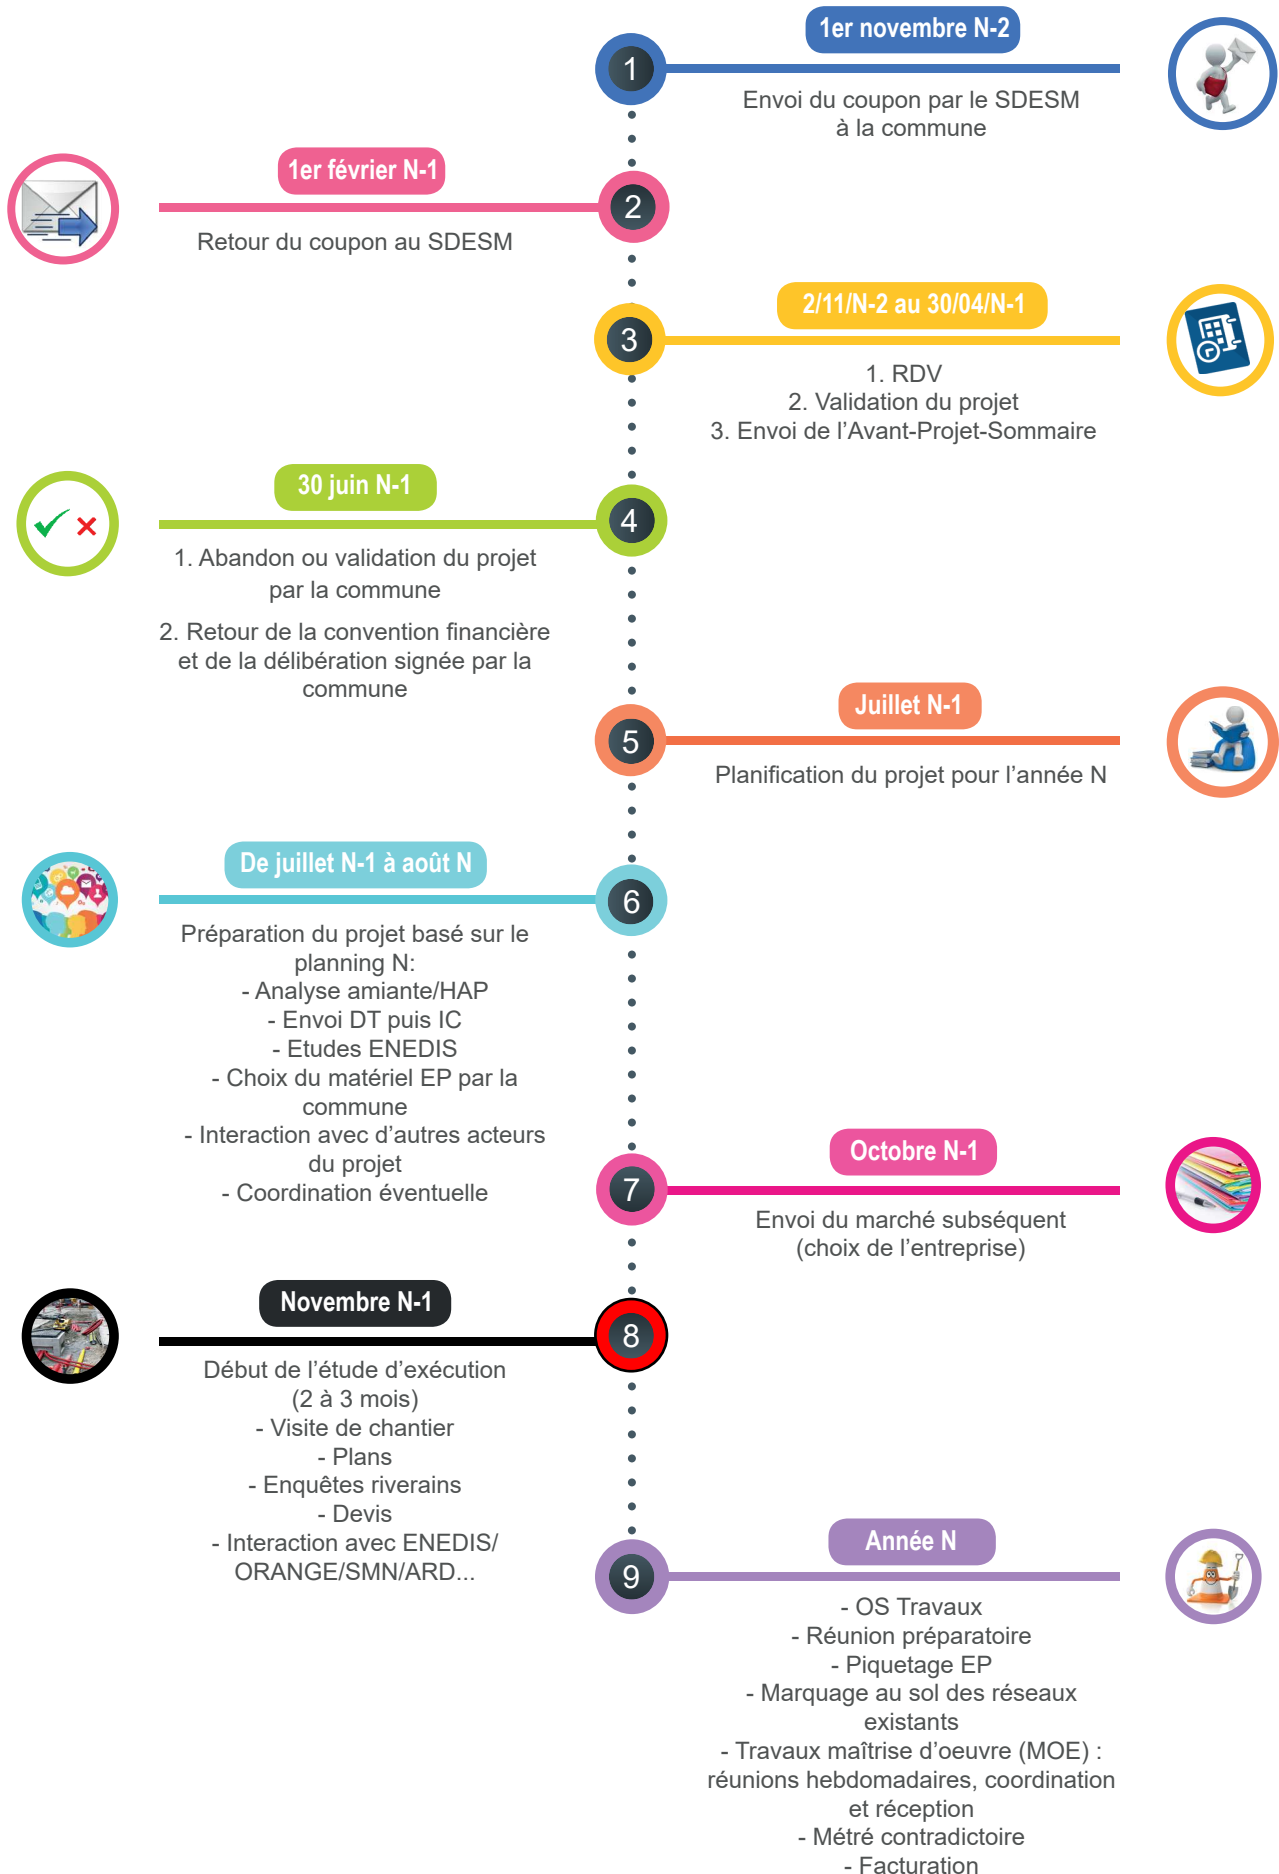 1er novembre N-2
1
Envoi du coupon par le SDESM
à la commune
1er février N-1
2
Retour du coupon au SDESM
2/11/N-2 au 30/04/N-1
3
1. RDV
2. Validation du projet
3. Envoi de l’Avant-Projet-Sommaire
30 juin N-1
4
1. Abandon ou validation du projet
par la commune
2. Retour de la convention financière
et de la délibération signée par la
commune
Juillet N-1
5
Planification du projet pour l’année N
De juillet N-1 à août N
6
Préparation du projet basé sur le
planning N:
- Analyse amiante/HAP
- Envoi DT puis IC
- Etudes ENEDIS
- Choix du matériel EP par la
commune
- Interaction avec d’autres acteurs
du projet
- Coordination éventuelle
Octobre N-1
7
Envoi du marché subséquent
(choix de l’entreprise)
Novembre N-1
8
Début de l’étude d’exécution
(2 à 3 mois)
- Visite de chantier
- Plans
- Enquêtes riverains
- Devis
- Interaction avec ENEDIS/
ORANGE/SMN/ARD...
Année N
9
- OS Travaux
- Réunion préparatoire
- Piquetage EP
- Marquage au sol des réseaux
existants
- Travaux maîtrise d’oeuvre (MOE) :
réunions hebdomadaires, coordination
et réception
- Métré contradictoire
- Facturation